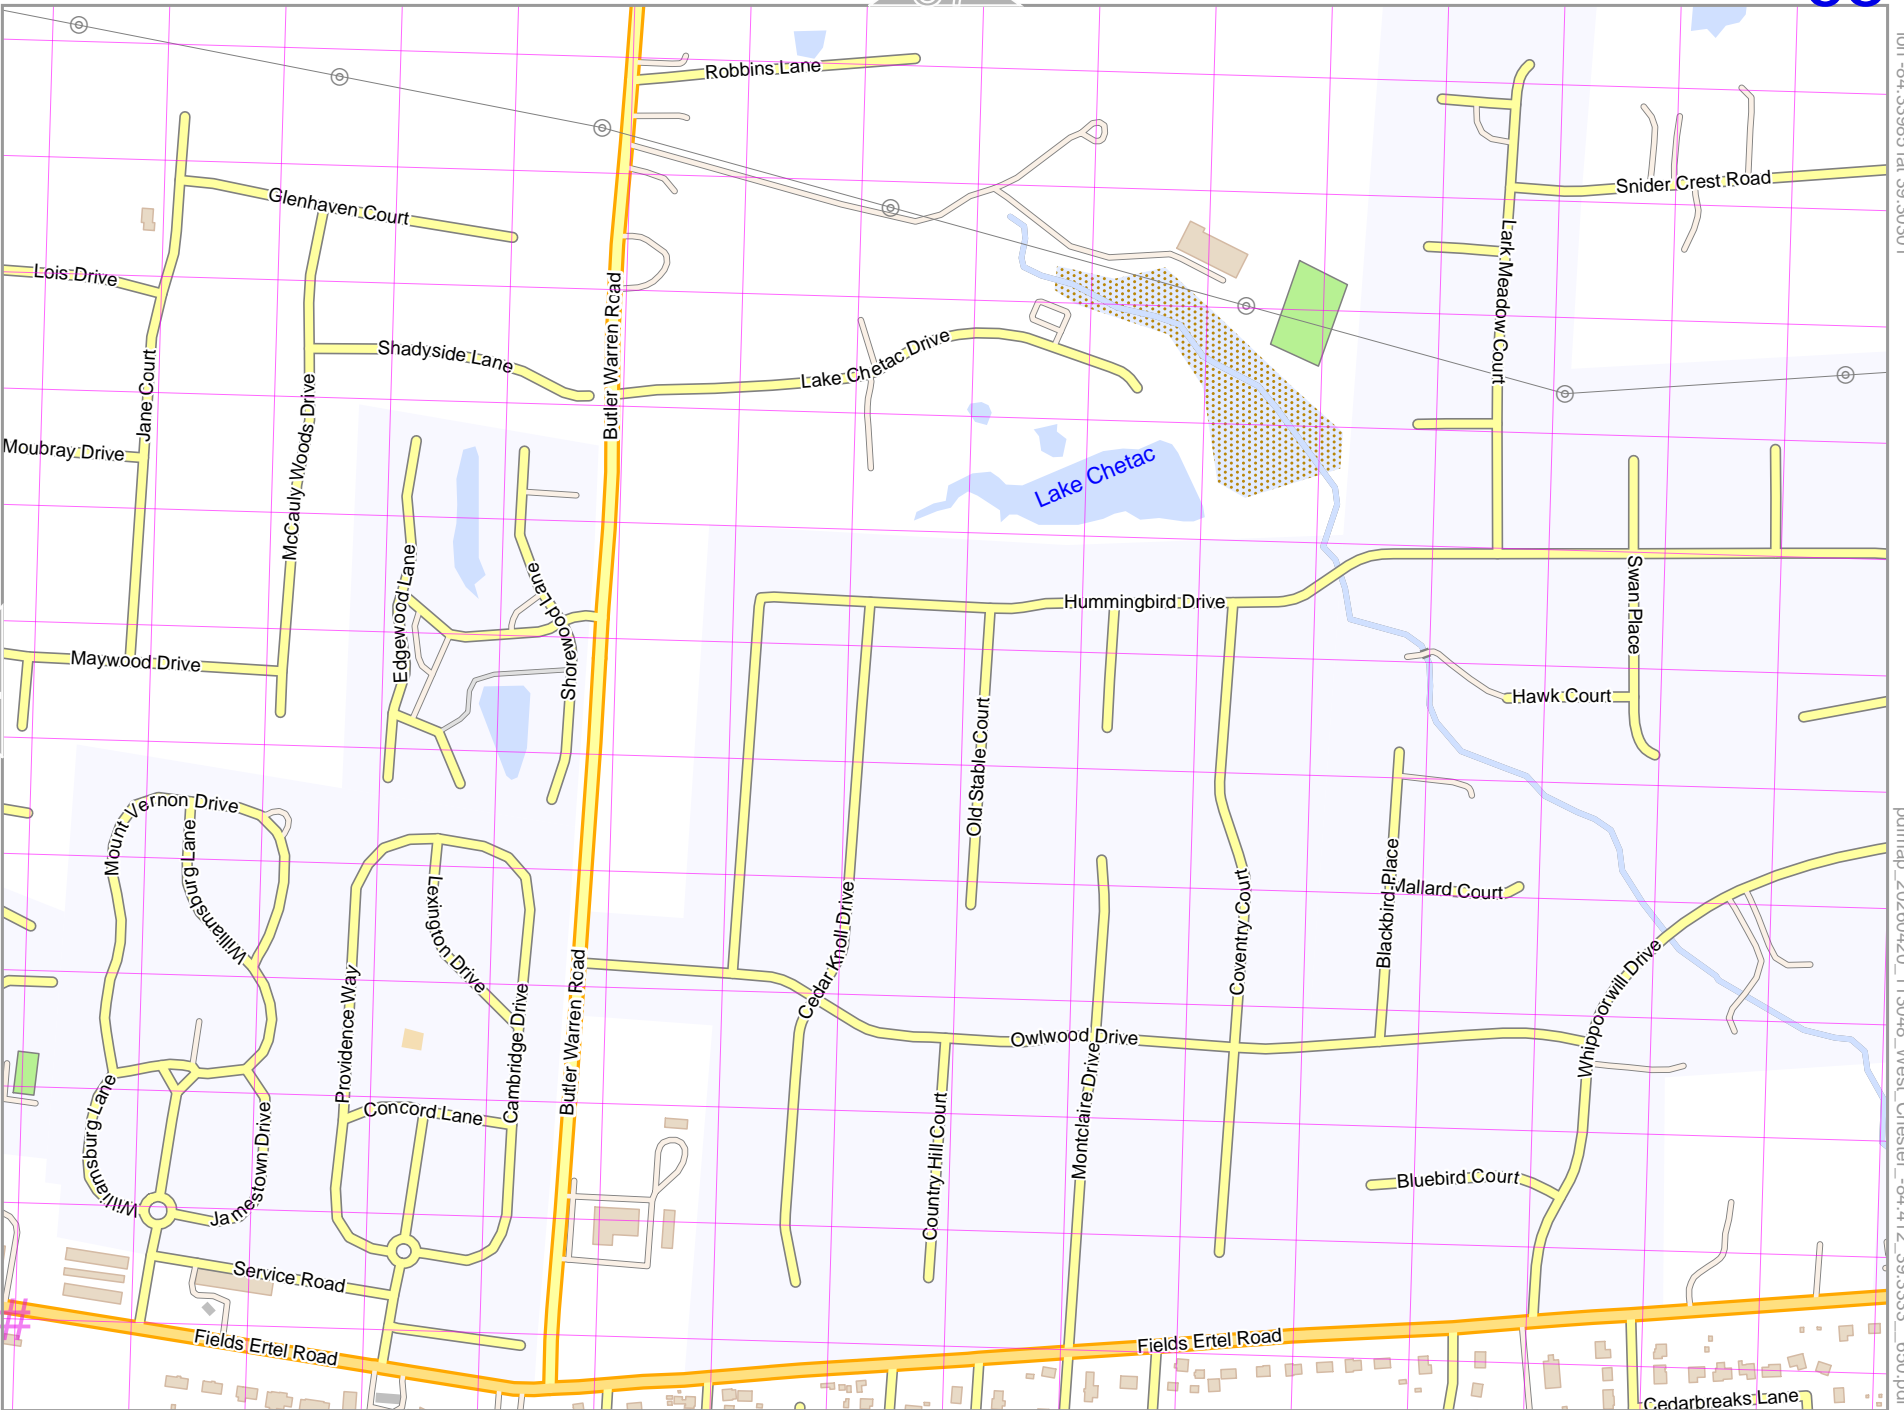 Robbins Lane
Glenhaven Court
Snider Crest Road
Lois Drive
Lark Meadow Court
Butler Warren Road
Lake Chetac Drive
Shadyside Lane
Jane Court
McCauly Woods Drive
Moubray Drive
Lake Chetac
Edgewood Lane
Shorewood Lane
Hummingbird Drive
Swan Place
Maywood Drive
Hawk Court
Old Stable Court
Mount Vernon Drive
Williamsburg Lane
Lexington Drive
Mallard Court
Blackbird Place
Coventry Court
Cedar Knoll Drive
Whippoorwill Drive
Providence Way
Cambridge Drive
Butler Warren Road
Owlwood Drive
Montclaire Drive
Concord Lane
Country Hill Court
Williamsburg Lane
Jamestown Drive
Bluebird Court
Service Road
Fields Ertel Road
Fields Ertel Road
Cedarbreaks Lane